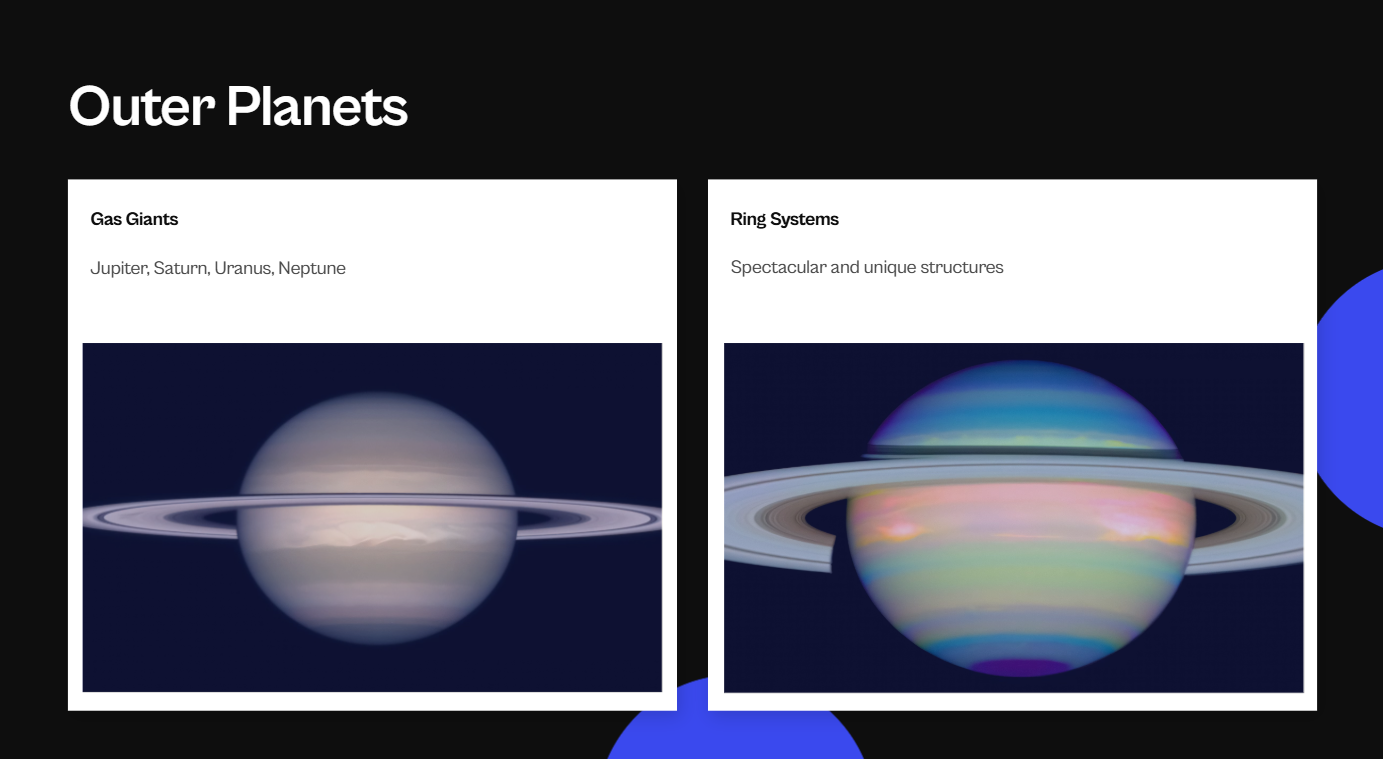 Outer Planets
Gas Giants
Jupiter, Saturn, Uranus, Neptune
Ring Systems
Spectacular and unique structures